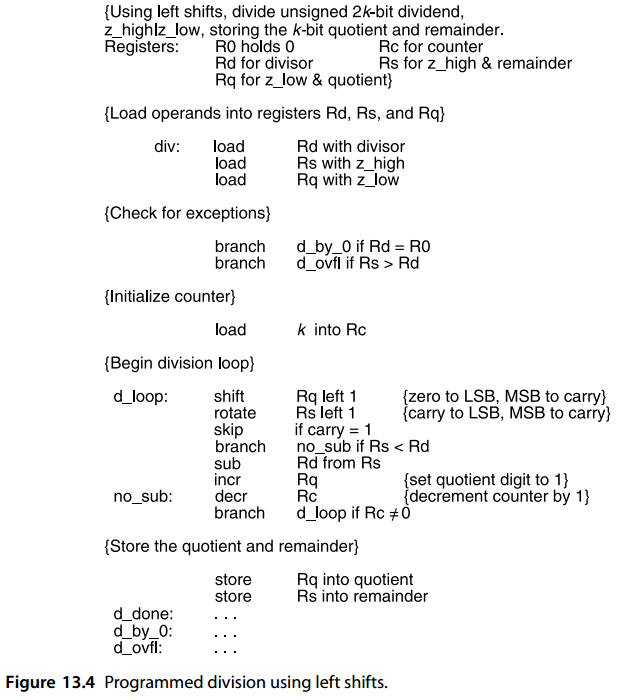 {Using left shifts, divide unsigned 2k-bit dividend,
z_high|z_low, storing the k-bit quotient and remainder.
Registers: R0 holds 0 Rc for counter
Rd for divisor Rs for z_high & remainder
Rq for z_low & quotient}
{Load operands into registers Rd, Rs, and Rq}
div: load Rd with divisor
load Rs with z_high
load Rq with z_low
{Check for exceptions}
branch d_by_0 if Rd = R0
branch d_ovfl if Rs > Rd
{Initialize counter}
load k into Rc
{Begin division loop}
d_loop: shift Rq left 1 {zero to LSB, MSB to carry}
rotate Rs left 1 {carry to LSB, MSB to carry}
skip if carry = 1
branch no_sub if Rs < Rd
sub Rd from Rs
incr Rq {set quotient digit to 1}
no_sub: decr Rc {decrement counter by 1}
branch d_loop if Rc ≠ 0
{Store the quotient and remainder}
store Rq into quotient
store Rs into remainder
d_done: . . .
d_by_0: . . .
d_ovfl: . . .
Figure 13.4 Programmed division using left shifts.